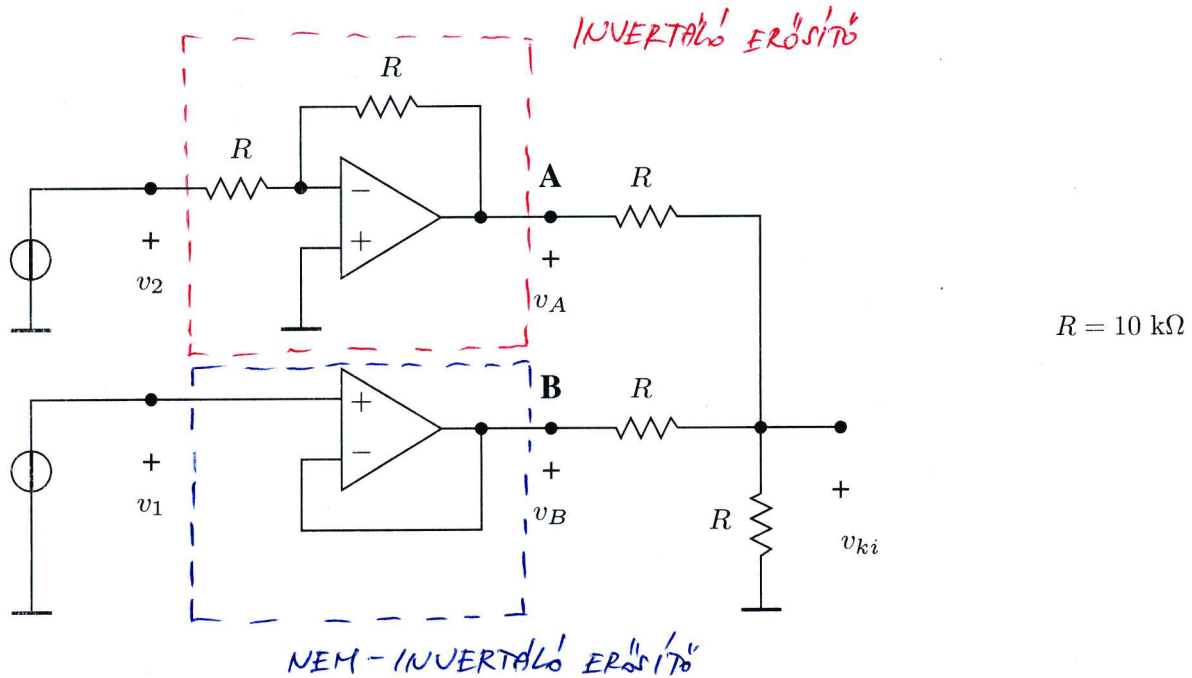 INVERTÁLÓ ERŐSÍTŐ
R
R
A
R
−
+
+
v2
+
vA
R = 10 kΩ
B
R
+
−
+
v1
+
vB
R
+
vki
NEM-INVERTÁLÓ ERŐSÍTŐ